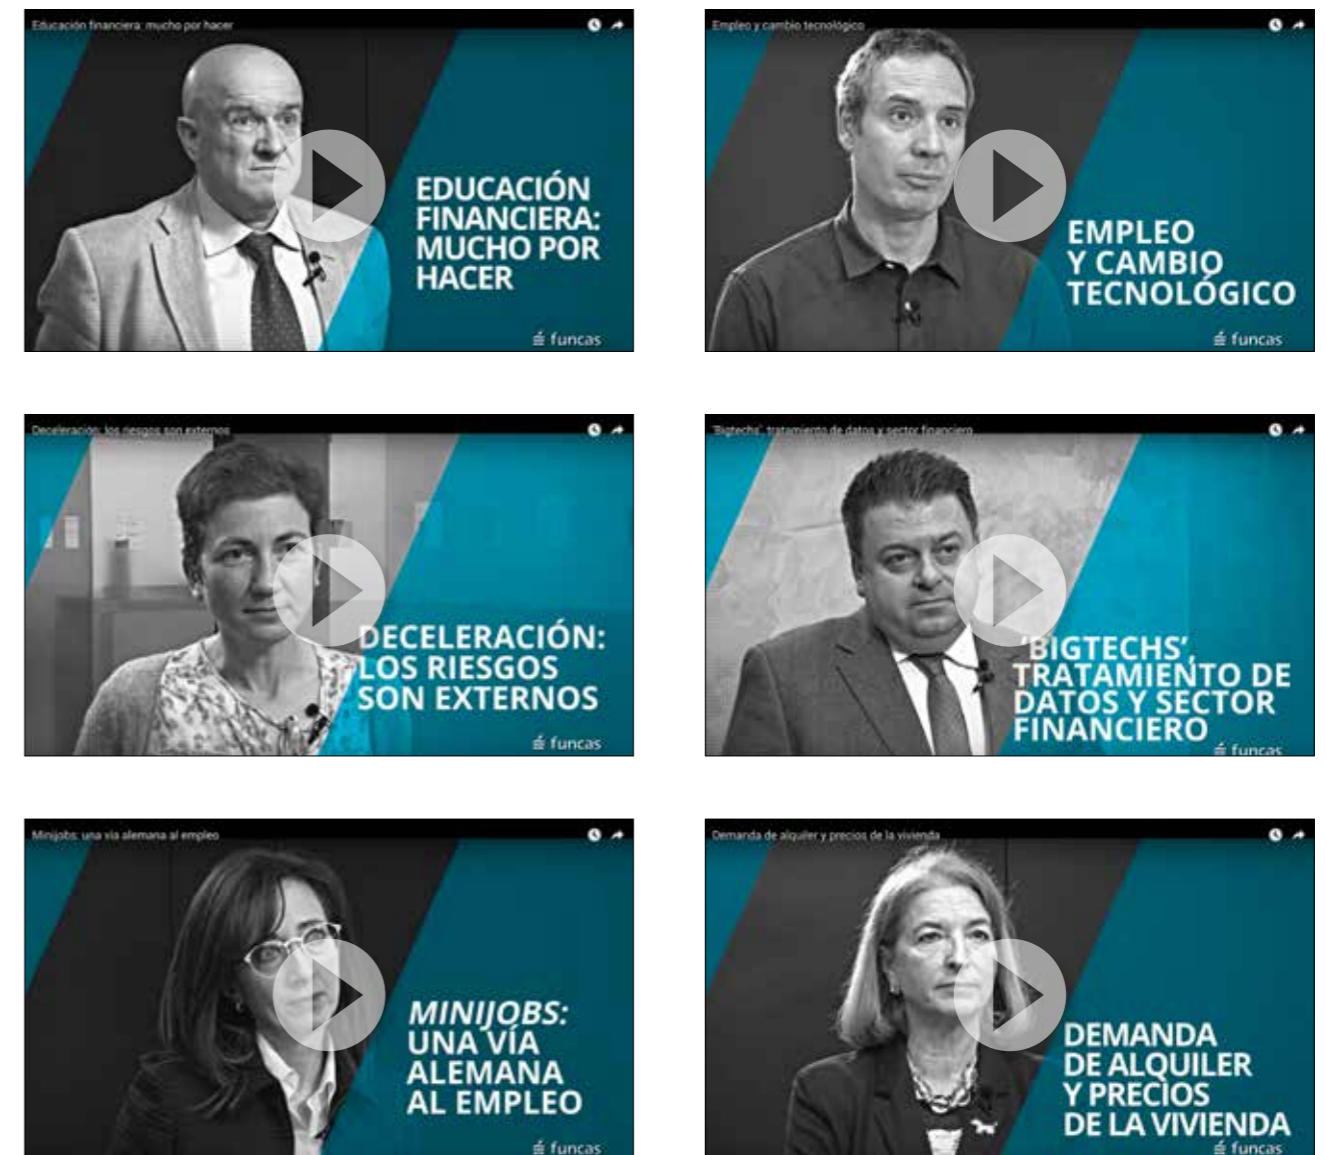 Educación financiera: mucho por hacer
EDUCACIÓN
FINANCIERA:
MUCHO POR
HACER
funcas
Empleo y cambio tecnológico
EMPLEO
Y CAMBIO
TECNOLÓGICO
funcas
Deceleración: los riesgos son externos
DECELERACIÓN:
LOS RIESGOS
SON EXTERNOS
funcas
'Bigtechs', tratamiento de datos y sector financiero
'BIGTECHS',
TRATAMIENTO DE
DATOS Y SECTOR
FINANCIERO
funcas
Minijobs: una vía alemana al empleo
MINIJOBS:
UNA VÍA
ALEMANA
AL EMPLEO
funcas
Demanda de alquiler y precios de la vivienda
DEMANDA
DE ALQUILER
Y PRECIOS
DE LA VIVIENDA
funcas